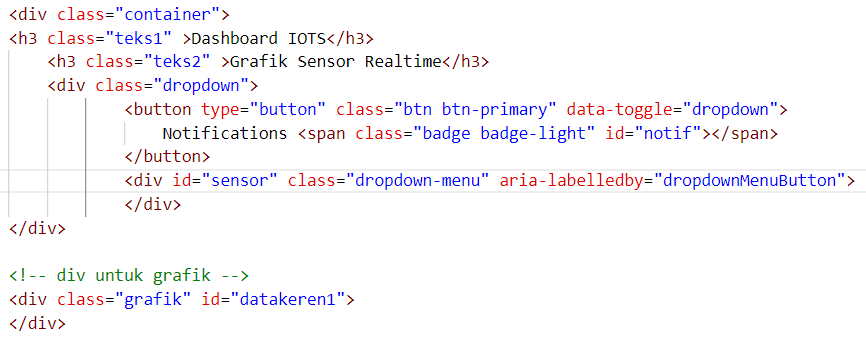 <div class="container">
<h3 class="teks1" >Dashboard IOTS</h3>
<h3 class="teks2" >Grafik Sensor Realtime</h3>
<div class="dropdown">
<button type="button" class="btn btn-primary" data-toggle="dropdown">
Notifications <span class="badge badge-light" id="notif"></span>
</button>
<div id="sensor" class="dropdown-menu" aria-labelledby="dropdownMenuButton">
</div>
</div>
<!-- div untuk grafik -->
<div class="grafik" id="datakeren1">
</div>